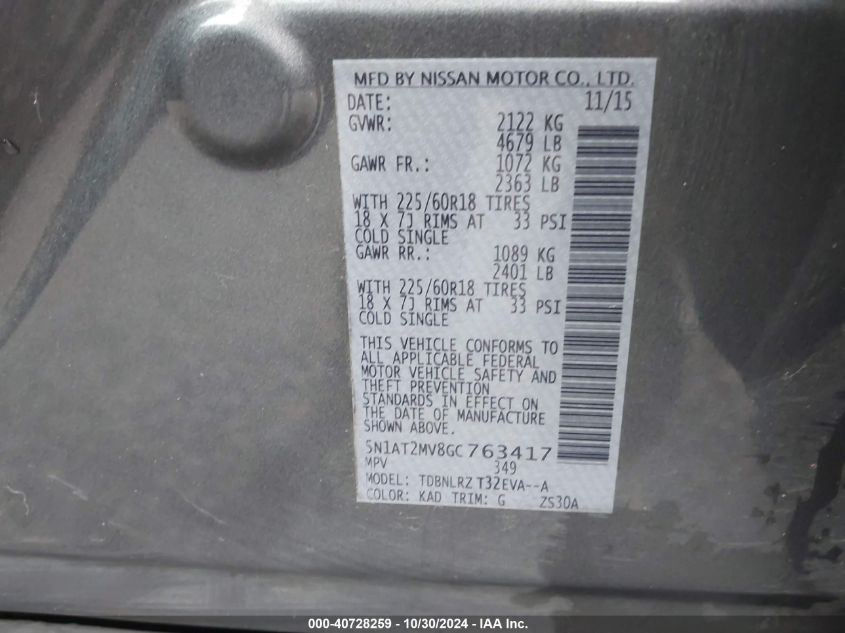 MFD BY NISSAN MOTOR CO., LTD.
DATE: 11/15
GVWR: 2122 KG
4679 LB
GAWR FR.: 1072 KG
2363 LB
WITH 225/60R18 TIRES
18 X 7J RIMS AT 33 PSI
COLD SINGLE
GAWR RR.: 1089 KG
2401 LB
WITH 225/60R18 TIRES
18 X 7J RIMS AT 33 PSI
COLD SINGLE
THIS VEHICLE CONFORMS TO
ALL APPLICABLE FEDERAL
MOTOR VEHICLE SAFETY AND
THEFT PREVENTION
STANDARDS IN EFFECT ON
THE DATE OF MANUFACTURE
SHOWN ABOVE.
5N1AT2MV8GC763417
MPV 349
MODEL: TDBNLRZ T32EVA--A
COLOR: KAD TRIM: G ZS30A
000-40728259 - 10/30/2024 - IAA Inc.